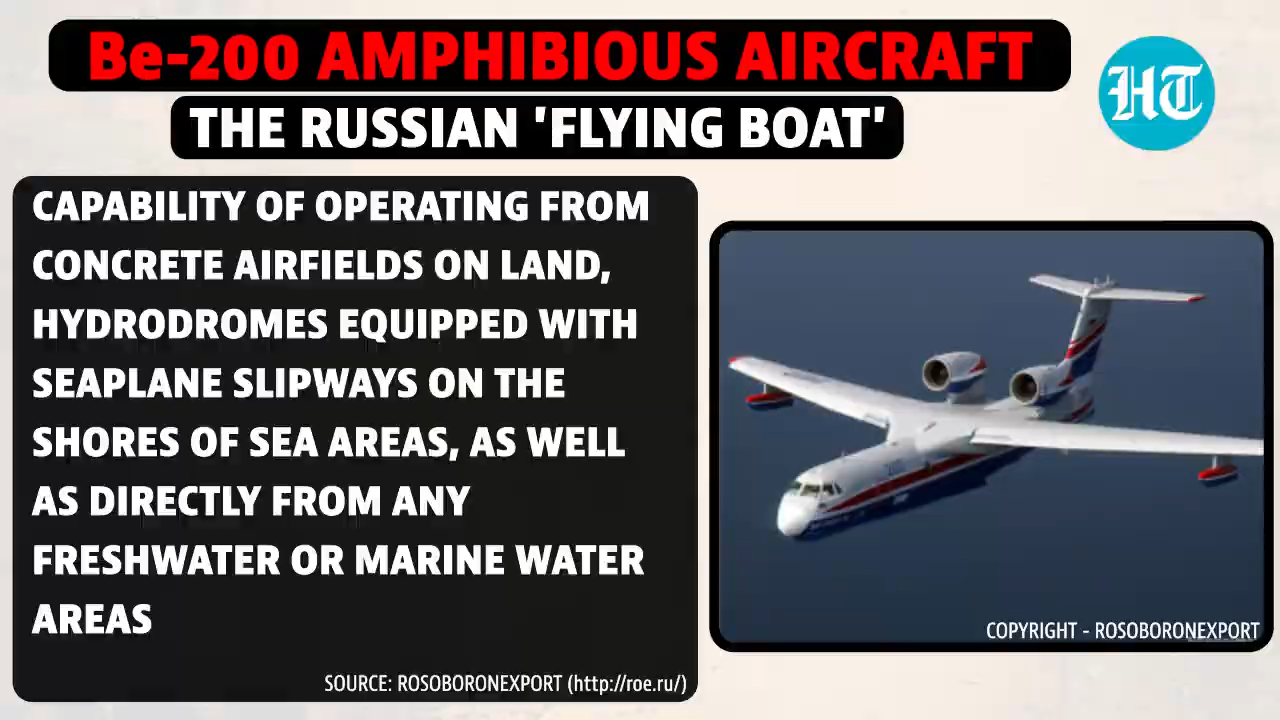 Be-200 AMPHIBIOUS AIRCRAFT
THE RUSSIAN 'FLYING BOAT'
HT
CAPABILITY OF OPERATING FROM
CONCRETE AIRFIELDS ON LAND,
HYDRODROMES EQUIPPED WITH
SEAPLANE SLIPWAYS ON THE
SHORES OF SEA AREAS, AS WELL
AS DIRECTLY FROM ANY
FRESHWATER OR MARINE WATER
AREAS
SOURCE: ROSOBORONEXPORT (http://roe.ru/)
COPYRIGHT - ROSOBORONEXPORT